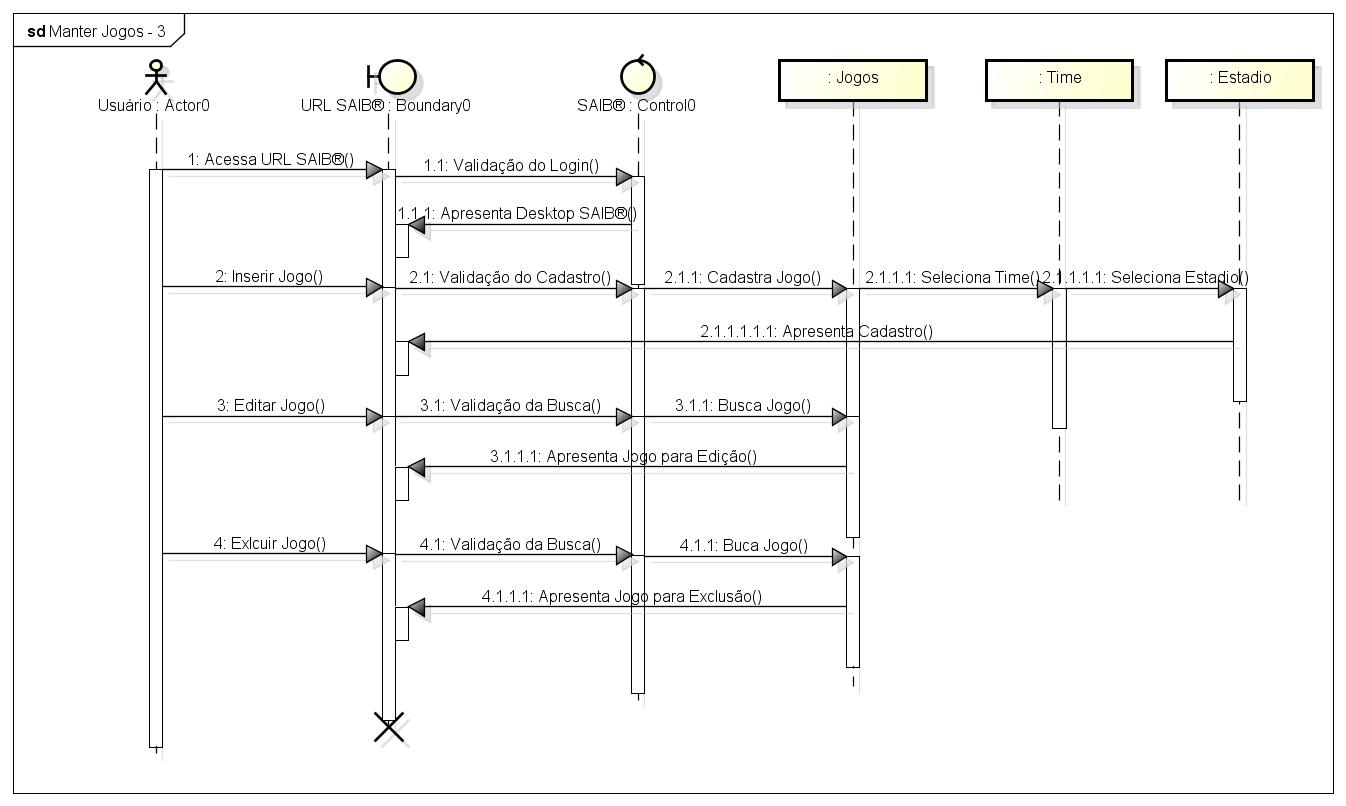 sd Manter Jogos - 3
Usuário : Actor0
URL SAIB® : Boundary0
SAIB® : Control0
: Jogos
: Time
: Estadio
1: Acessa URL SAIB®()
1.1: Validação do Login()
1.1.1: Apresenta Desktop SAIB®()
2: Inserir Jogo()
2.1: Validação do Cadastro()
2.1.1: Cadastra Jogo()
2.1.1.1: Seleciona Time()
2.1.1.1.1: Seleciona Estadio()
2.1.1.1.1.1: Apresenta Cadastro()
3: Editar Jogo()
3.1: Validação da Busca()
3.1.1: Busca Jogo()
3.1.1.1: Apresenta Jogo para Edição()
4: Exlcuir Jogo()
4.1: Validação da Busca()
4.1.1: Buca Jogo()
4.1.1.1: Apresenta Jogo para Exclusão()